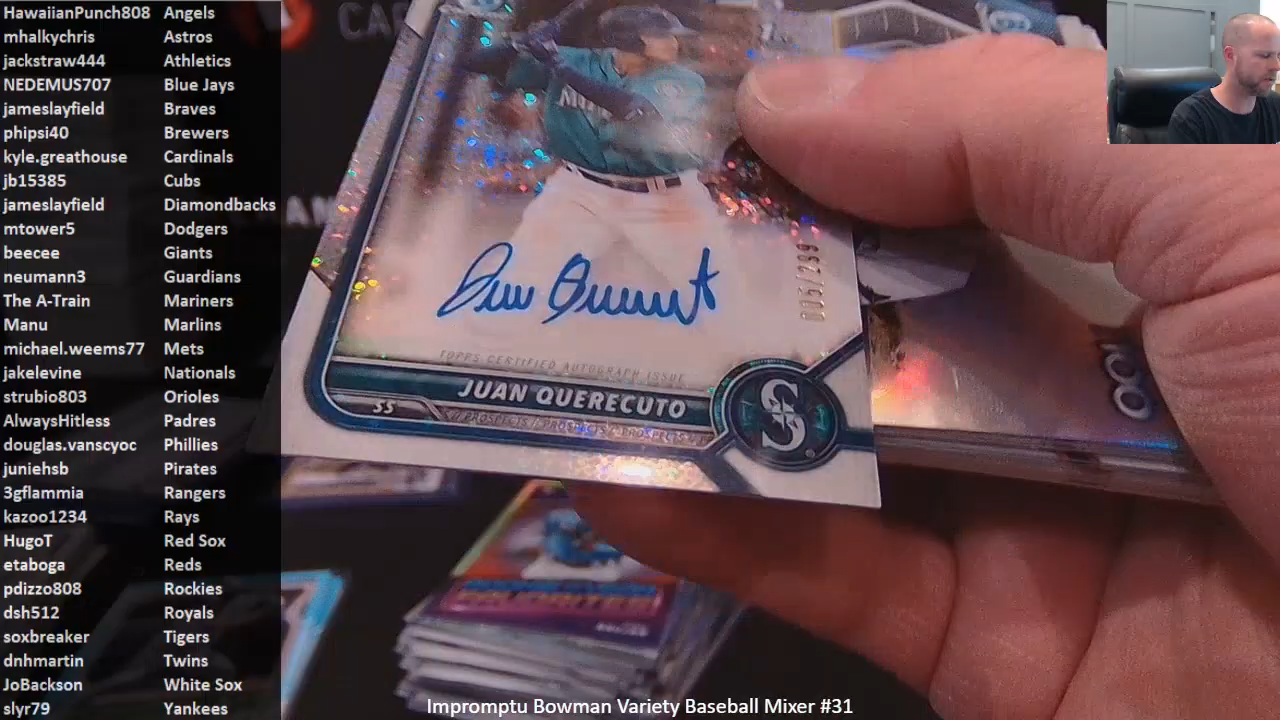 HawaiianPunch808 Angels
mhalkychris Astros
jackstraw444 Athletics
NEDEMUS707 Blue Jays
jameslayfield Braves
phipsi40 Brewers
kyle.greathouse Cardinals
jb15385 Cubs
jameslayfield Diamondbacks
mtower5 Dodgers
beecee Giants
neumann3 Guardians
The A-Train Mariners
Manu Marlins
michael.weems77 Mets
jakelevine Nationals
strubio803 Orioles
AlwaysHitless Padres
douglas.vanscyoc Phillies
juniehsb Pirates
3gflammia Rangers
kazoo1234 Rays
HugoT Red Sox
etaboga Reds
pdizzo808 Rockies
dsh512 Royals
soxbreaker Tigers
dnhmartin Twins
JoBackson White Sox
slyr79 Yankees
TOPPS CERTIFIED AUTOGRAPH ISSUE
JUAN QUERECUTO
SS
PROSPECTS // PROSPECTS // PROSPECTS
S
100
Impromptu Bowman Variety Baseball Mixer #31